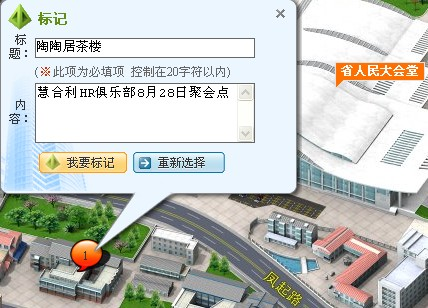 标记
标题:
陶陶居茶楼
(※此项为必填项 控制在20字符以内)
内容:
慧合利HR俱乐部8月28日聚会点
我要标记
重新选择
省人民大会堂
1
凤起路